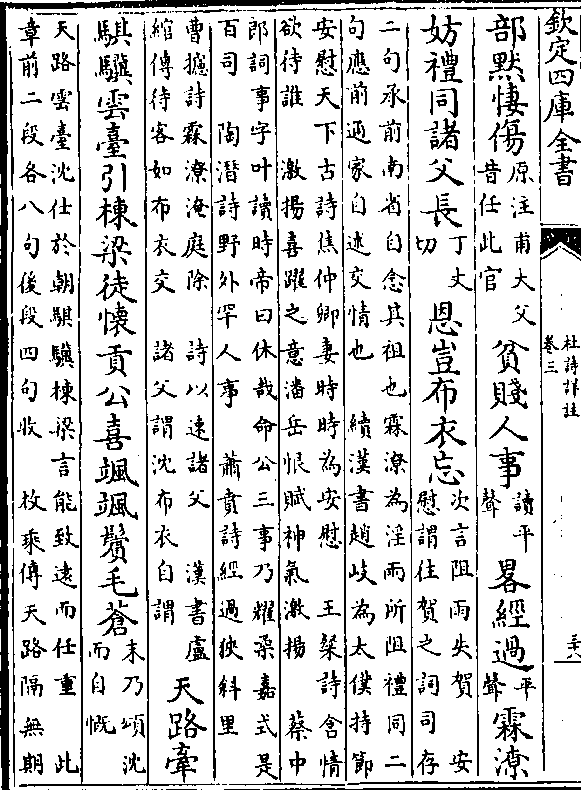 欽定四庫全書
杜詩詳註
卷三
部默悽傷
原注甫大父
昔任此官
貧賤人事
讀平
聲
畧經過
平
聲
霖潦
妨禮同諸父長
丁丈
切
恩豈布衣忘
次言阻雨失賀 安
慰謂往賀之詞司存
二句承前南省自念其祖也霖潦為淫雨所阻禮同二
句應前通家自述交情也 續漢書趙岐為太僕持節
安慰天下古詩焦仲卿妻時時為安慰 王粲詩含情
欲待誰 激揚喜躍之意潘岳恨賦神氣激揚 蔡中
郎詞事字叶讀時帝曰休哉命公三事乃耀柔嘉式是
百司 陶潛詩野外罕人事 蕭賁詩經過狹斜里
曹攄詩霖潦淹庭除 詩以速諸父 漢書盧
綰傳待客如布衣交 諸父謂沈布衣自謂
天路牽
騏驥雲臺引棟梁徒懷貢公喜颯颯鬢毛蒼
末乃頌沈
而自慨
天路雲臺沈仕於朝騏驥棟梁言能致遠而任重 此
章前二段各八句後段四句收 枚乘傳天路隔無期